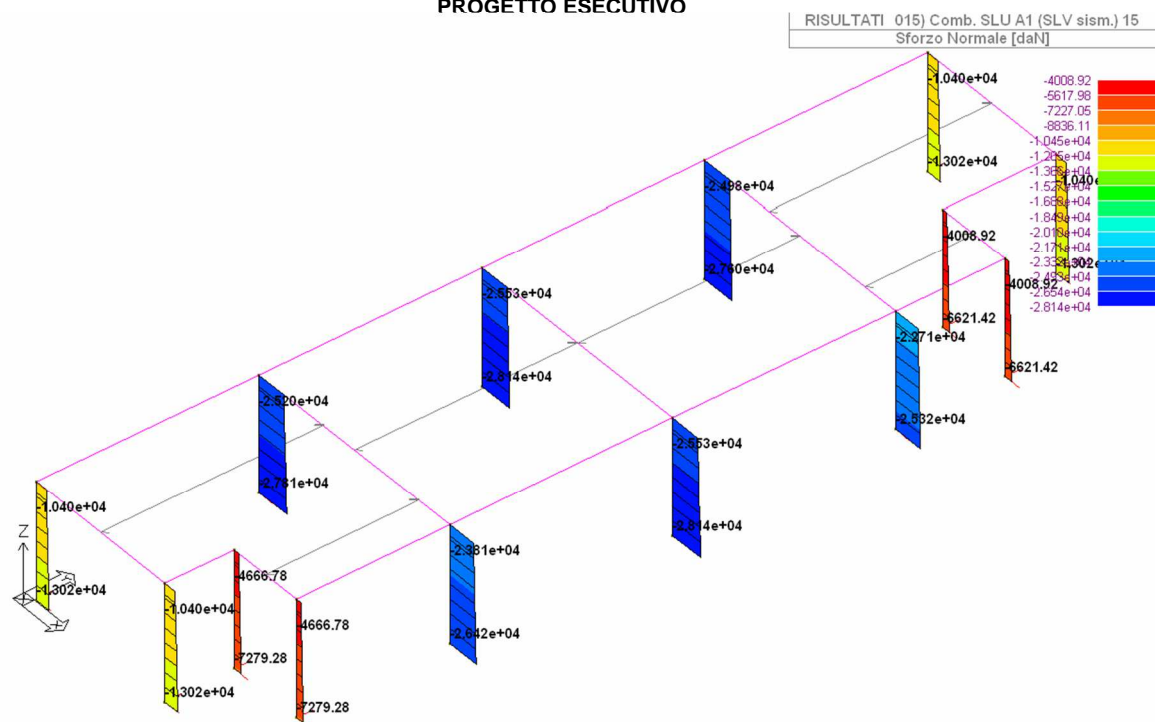 PROGETTO ESECUTIVO
RISULTATI 015) Comb. SLU A1 (SLV sism.) 15
Sforzo Normale [daN]
-4008.92
-5617.98
-7227.05
-8836.11
-1.045e+04
-2.814e+04
-2.654e+04
-1.040e+04
-1.302e+04
-2.498e+04
-2.760e+04
4008.92
6621.42
4008.92
6621.42
-2.553e+04
-2.814e+04
-2.271e+04
-2.532e+04
-2.520e+04
-2.781e+04
-2.553e+04
-2.814e+04
-1.040e+04
-1.302e+04
Z
-2.381e+04
-2.642e+04
4666.78
7279.28
4666.78
7279.28
-1.040e+04
-1.302e+04